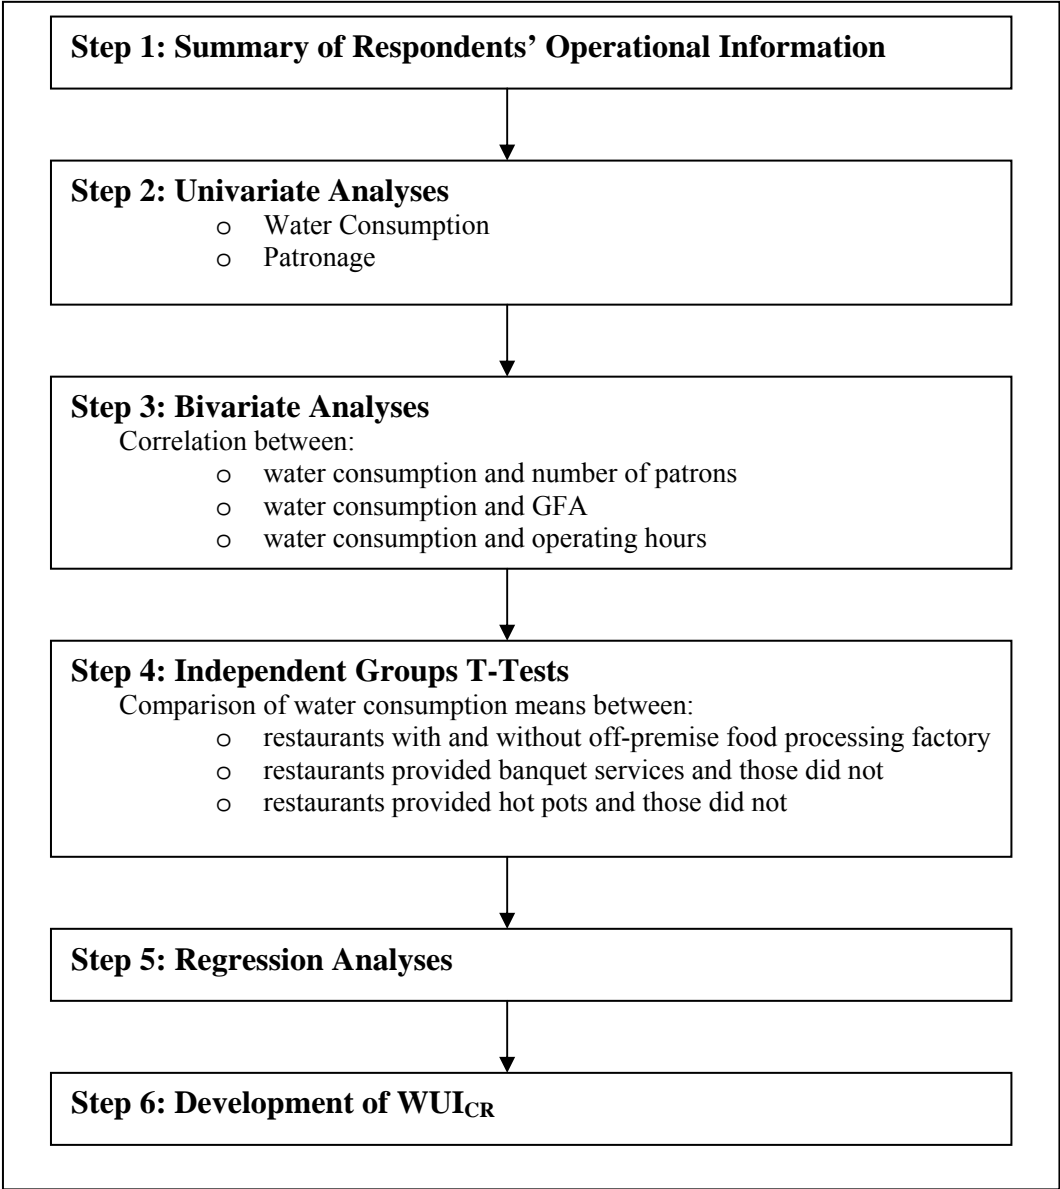 Step 1: Summary of Respondents’ Operational Information
Step 2: Univariate Analyses
o Water Consumption
o Patronage
Step 3: Bivariate Analyses
Correlation between:
o water consumption and number of patrons
o water consumption and GFA
o water consumption and operating hours
Step 4: Independent Groups T-Tests
Comparison of water consumption means between:
o restaurants with and without off-premise food processing factory
o restaurants provided banquet services and those did not
o restaurants provided hot pots and those did not
Step 5: Regression Analyses
Step 6: Development of WUICR